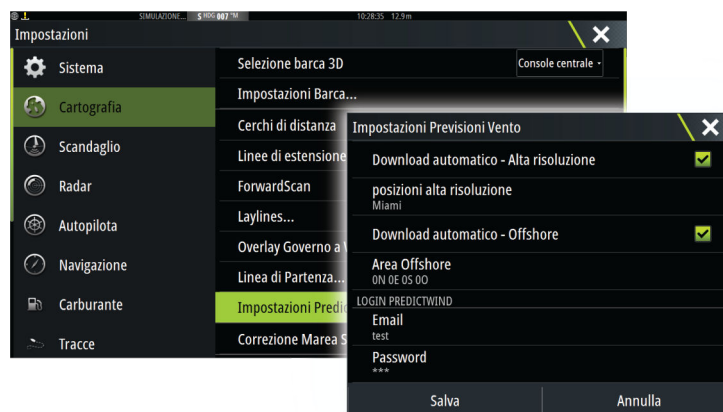 SIMULAZIONE... S HDG 007 °M 10:28:35 12.9 m
Impostazioni
Sistema
Cartografia
Scandaglio
Radar
Autopilota
Navigazione
Carburante
Tracce
Selezione barca 3D
Console centrale
Impostazioni Barca...
Cerchi di distanza
Linee di estensione
ForwardScan
Laylines...
Overlay Governo a
Linea di Partenza...
Impostazioni
Correzione Marea S
Impostazioni Previsioni Vento
Download automatico - Alta risoluzione
posizioni alta risoluzione
Miami
Download automatico - Offshore
Area Offshore
0N 0E 0S 0O
LOGIN PREDICTWIND
Email
test
Password
***
Salva
Annulla